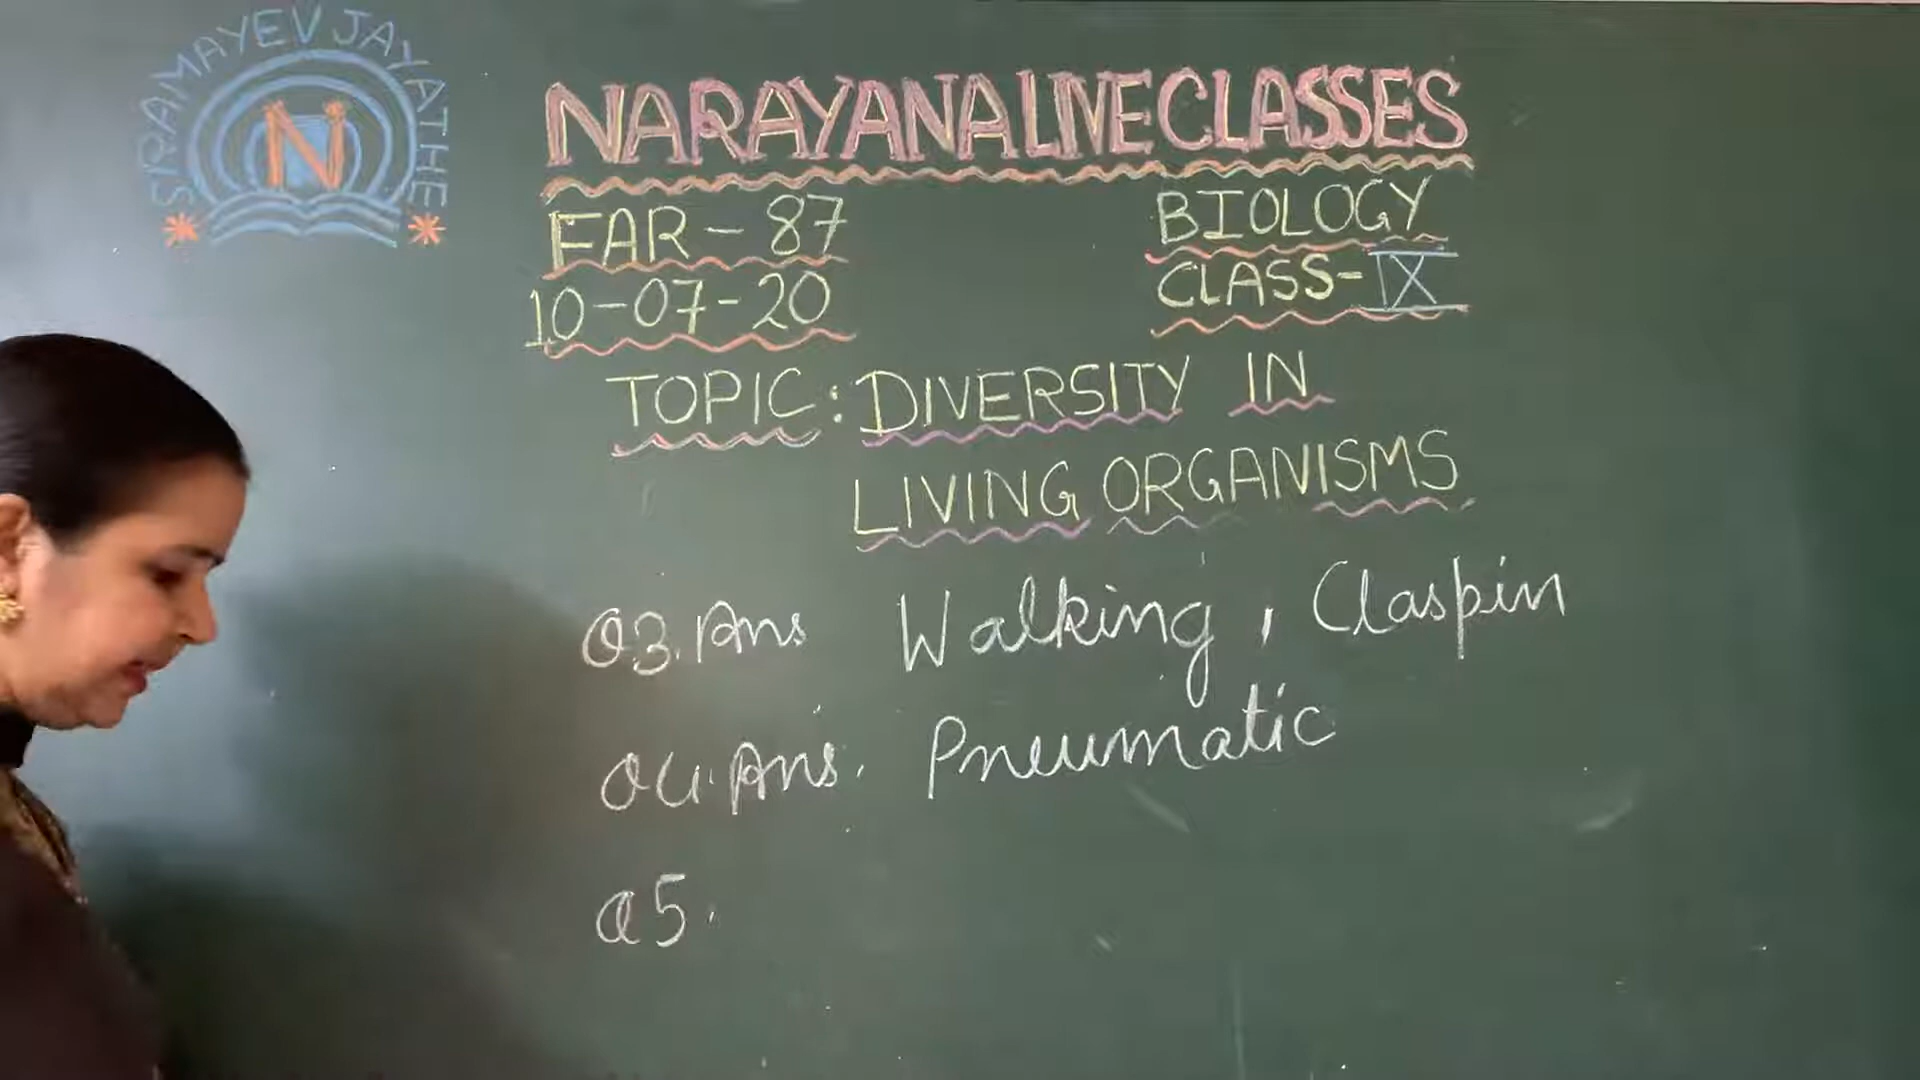 SRAMAYEV JAYATHE
N
NARAYANA LIVE CLASSES
FAR - 87
BIOLOGY
10-07-20
CLASS-IX
TOPIC: DIVERSITY IN
LIVING ORGANISMS
Q3. Ans Walking, Claspin
Q4. Ans. Pneumatic
Q5.